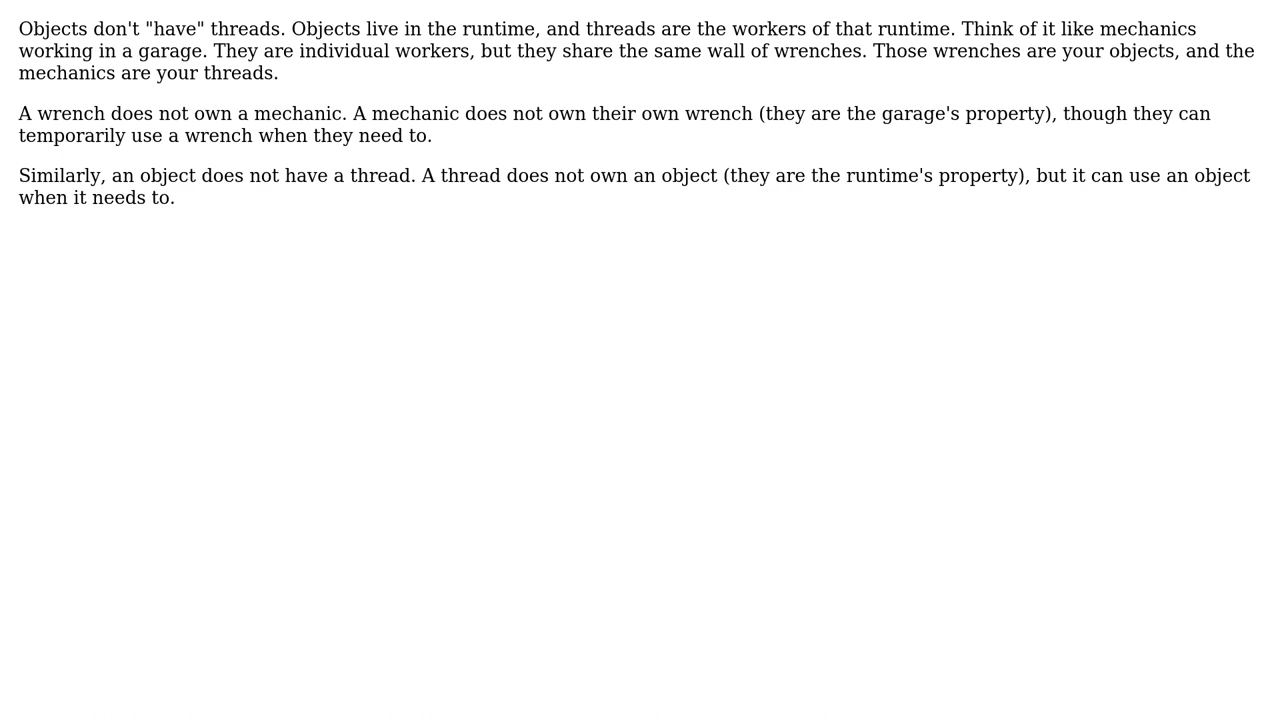 Objects don't "have" threads. Objects live in the runtime, and threads are the workers of that runtime. Think of it like mechanics
working in a garage. They are individual workers, but they share the same wall of wrenches. Those wrenches are your objects, and the
mechanics are your threads.
A wrench does not own a mechanic. A mechanic does not own their own wrench (they are the garage's property), though they can
temporarily use a wrench when they need to.
Similarly, an object does not have a thread. A thread does not own an object (they are the runtime's property), but it can use an object
when it needs to.